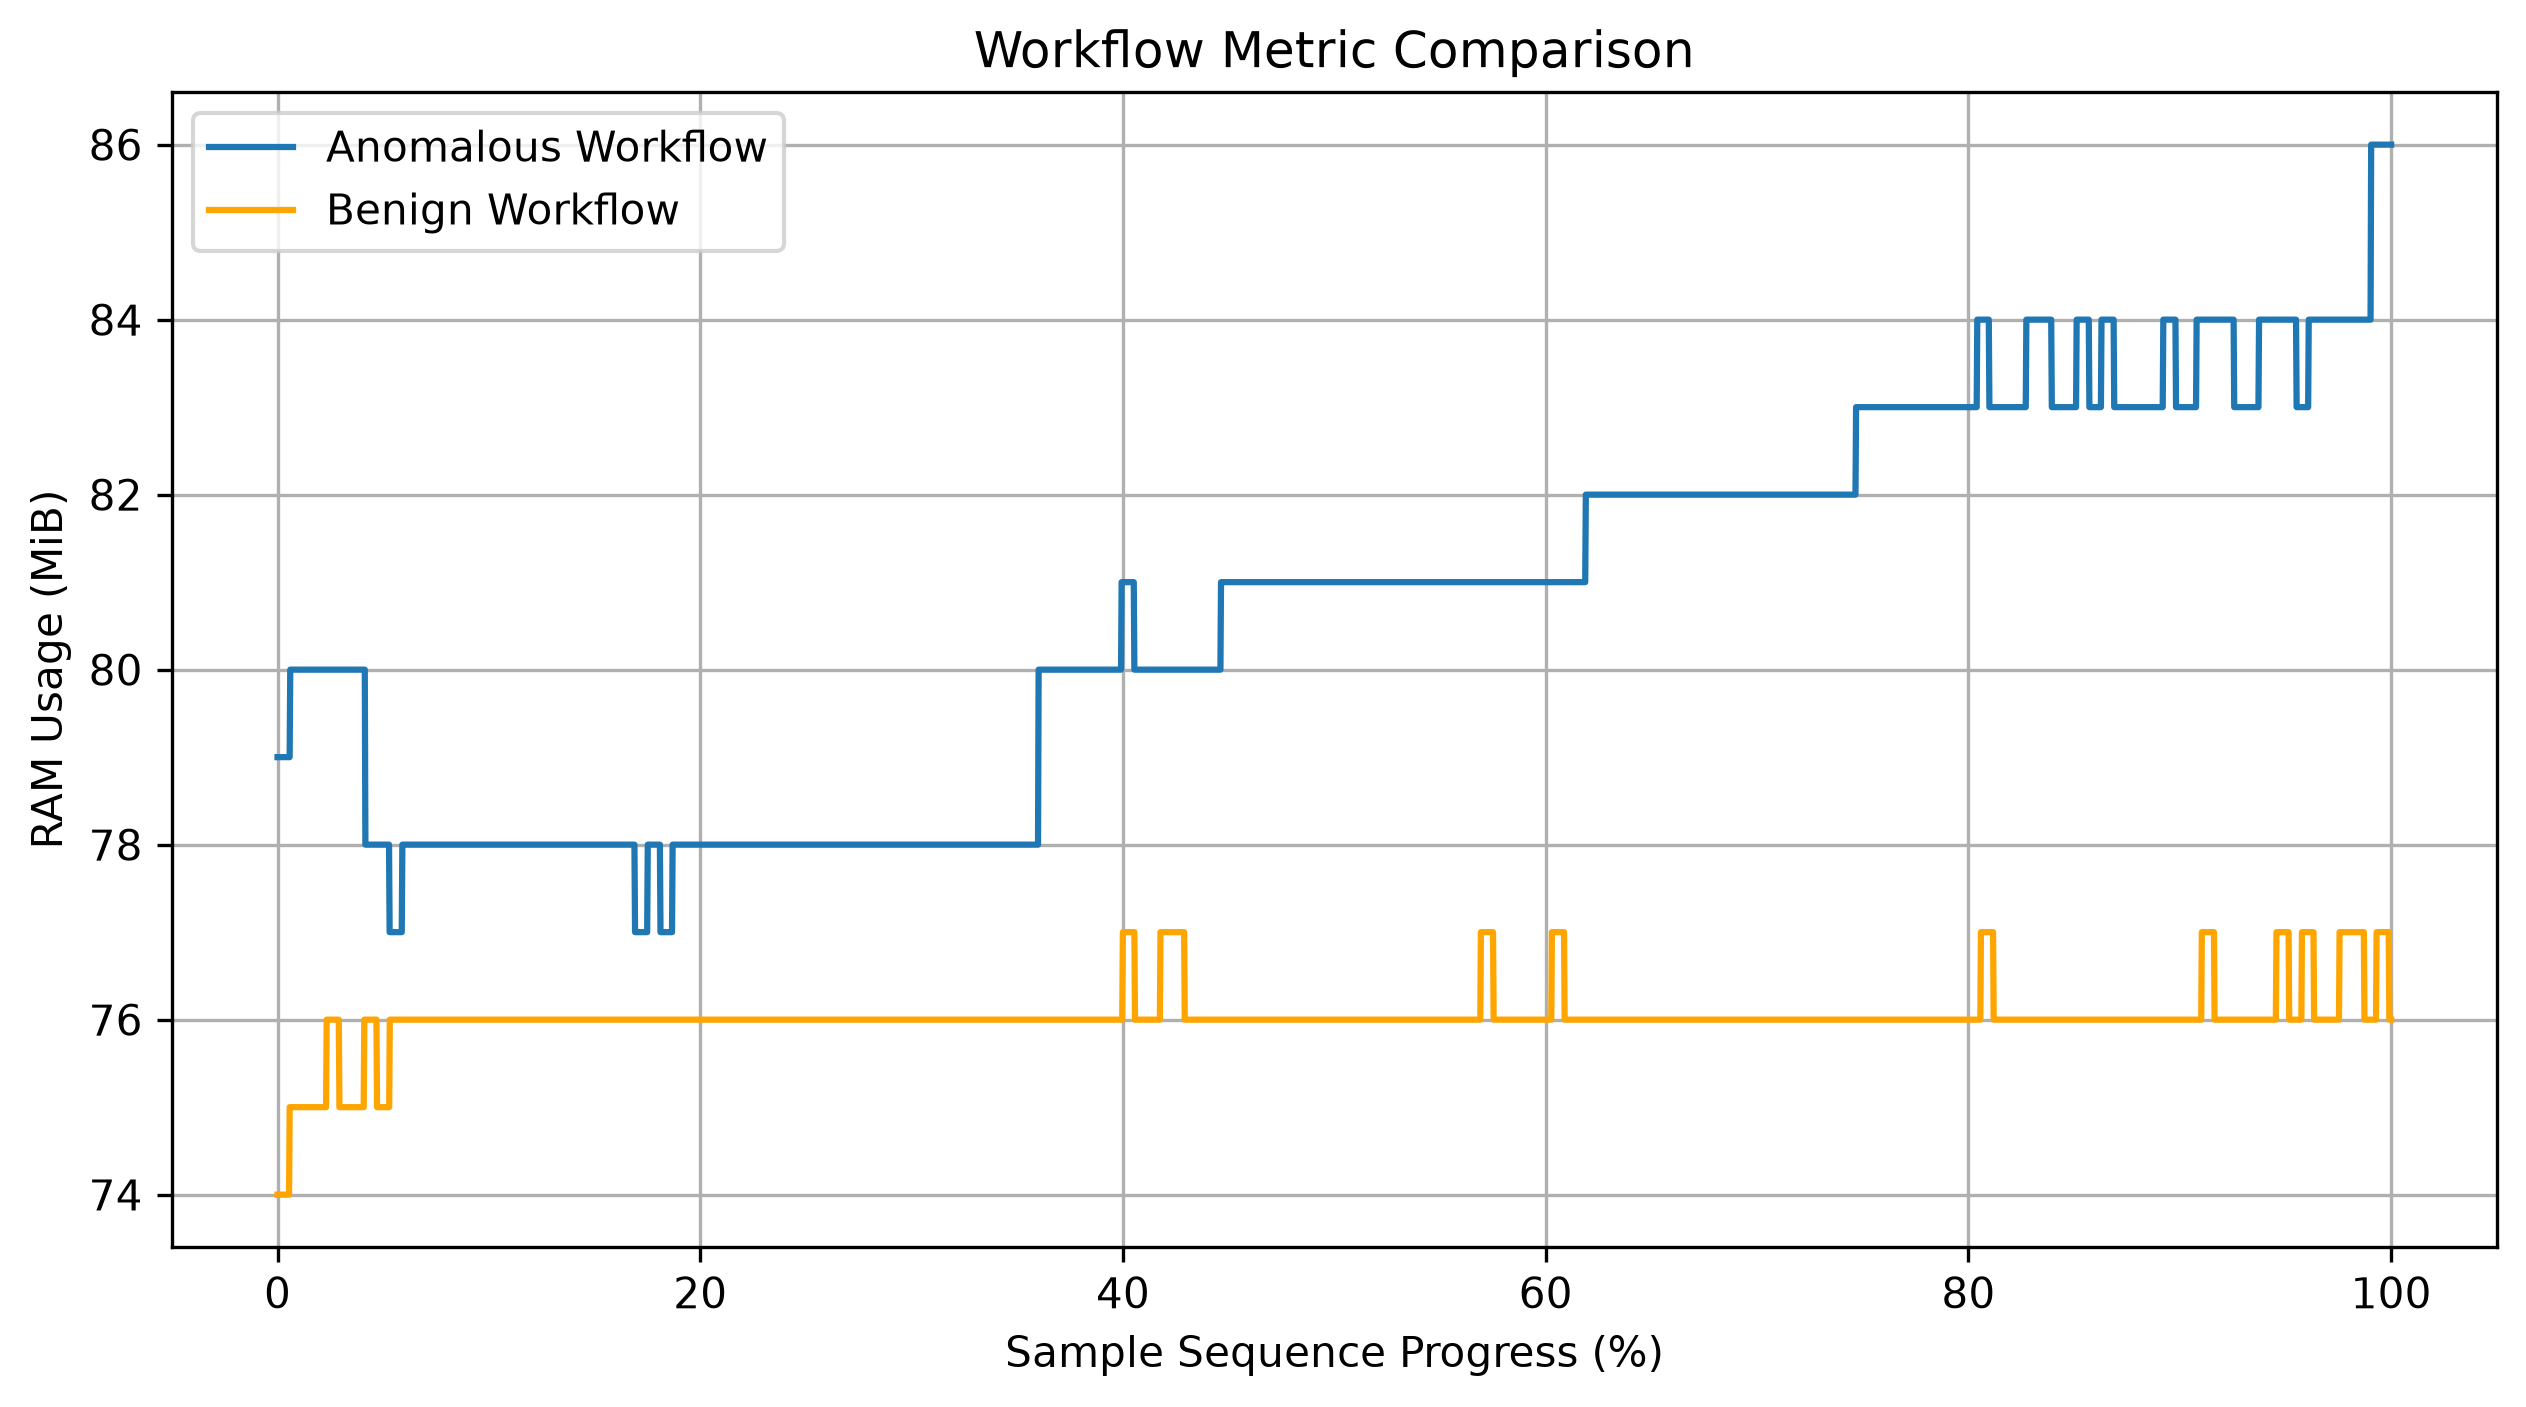 Workflow Metric Comparison
Anomalous Workflow
Benign Workflow
RAM Usage (MiB)
86
84
82
80
78
76
74
0 20 40 60 80 100
Sample Sequence Progress (%)